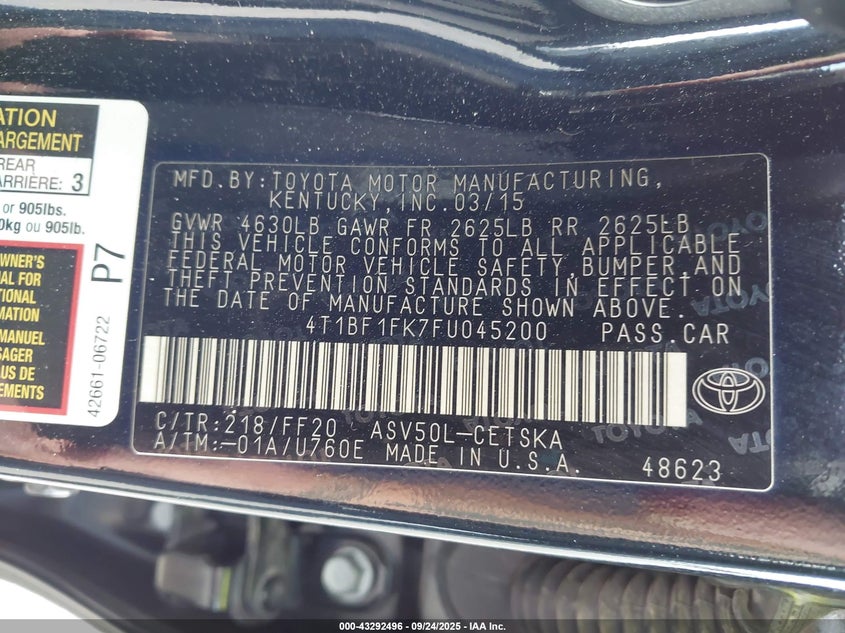 ATION
ARGEMENT
REAR
ARRIÈRE: 3
or 905lbs.
0kg ou 905lb.
OWNER'S
AL FOR
TIONAL
MATION
MANUEL
SAGER
US DE
EMENTS
P7
42661-06722
MFD.BY:TOYOTA MOTOR MANUFACTURING,
KENTUCKY, INC. 03/15
GVWR 4630LB GAWR FR 2625LB RR 2625LB
THIS VEHICLE CONFORMS TO ALL APPLICABLE
FEDERAL MOTOR VEHICLE SAFETY,BUMPER,AND
THEFT PREVENTION STANDARDS IN EFFECT ON
THE DATE OF MANUFACTURE SHOWN ABOVE.
4T1BF1FK7FU045200 PASS.CAR
C/TR:218/FF20 ASV50L-CETSKA
A/TM:-01A/U760E MADE IN U.S.A.
48623
TOYOTA
000-43292496 - 09/24/2025 - IAA Inc.